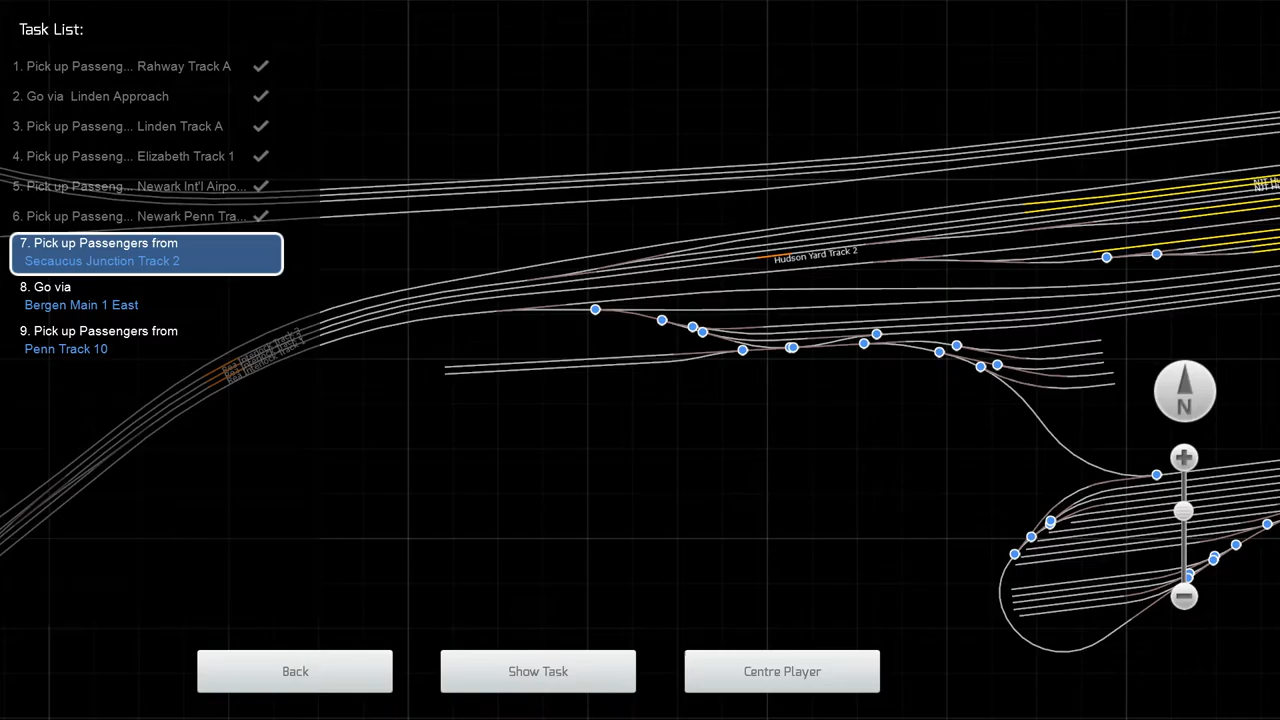 Task List:
1. Pick up Passeng... Rahway Track A
2. Go via  Linden Approach
3. Pick up Passeng... Linden Track A
4. Pick up Passeng... Elizabeth Track 1
5. Pick up Passeng... Newark Int'l Airpo...
6. Pick up Passeng... Newark Penn Tra...
7. Pick up Passengers from
Secaucus Junction Track 2
8. Go via
Bergen Main 1 East
9. Pick up Passengers from
Penn Track 10
Hudson Yard Track 2
N
Back
Show Task
Centre Player